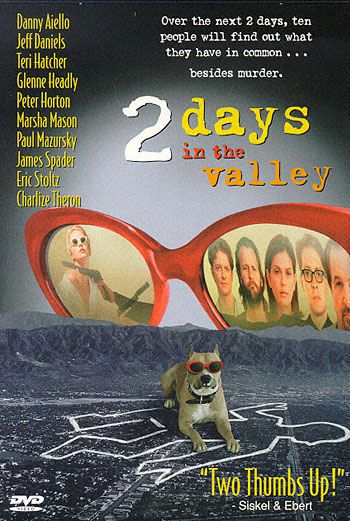 Danny Aiello
Jeff Daniels
Teri Hatcher
Glenne Headly
Peter Horton
Marsha Mason
Paul Mazursky
James Spader
Eric Stoltz
Charlize Theron
Over the next 2 days, ten
people will find out what
they have in common . . .
besides murder.
2 days
in the
valley
"Two Thumbs Up!"
Siskel & Ebert
DVD
VIDEO